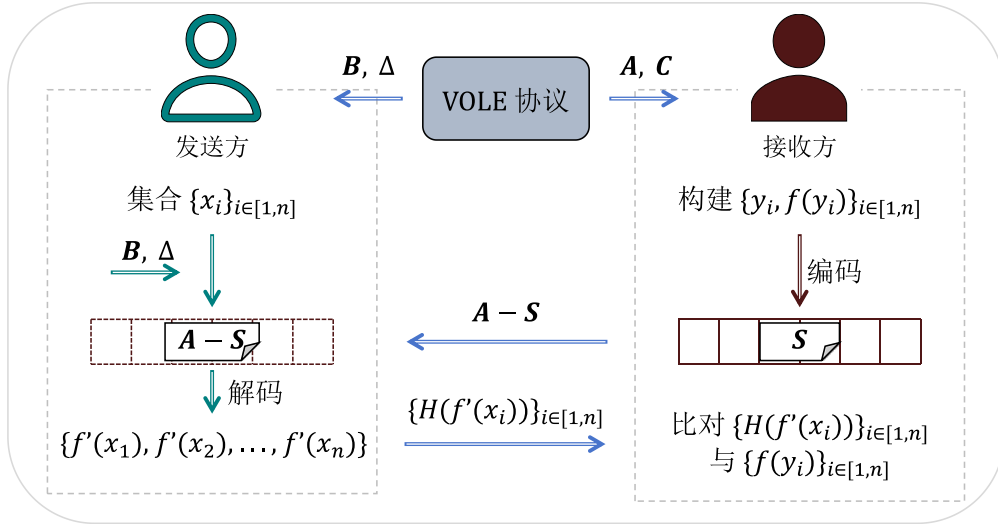 B, Δ
VOLE 协议
A, C
发送方
接收方
集合 {x_i}_{i∈[1,n]}
构建 {y_i, f(y_i)}_{i∈[1,n]}
B, Δ
编码
A − S
A − S
S
解码
{H(f'(x_i))}_{i∈[1,n]}
{f'(x_1), f'(x_2), ..., f'(x_n)}
比对 {H(f'(x_i))}_{i∈[1,n]}
与 {f(y_i)}_{i∈[1,n]}